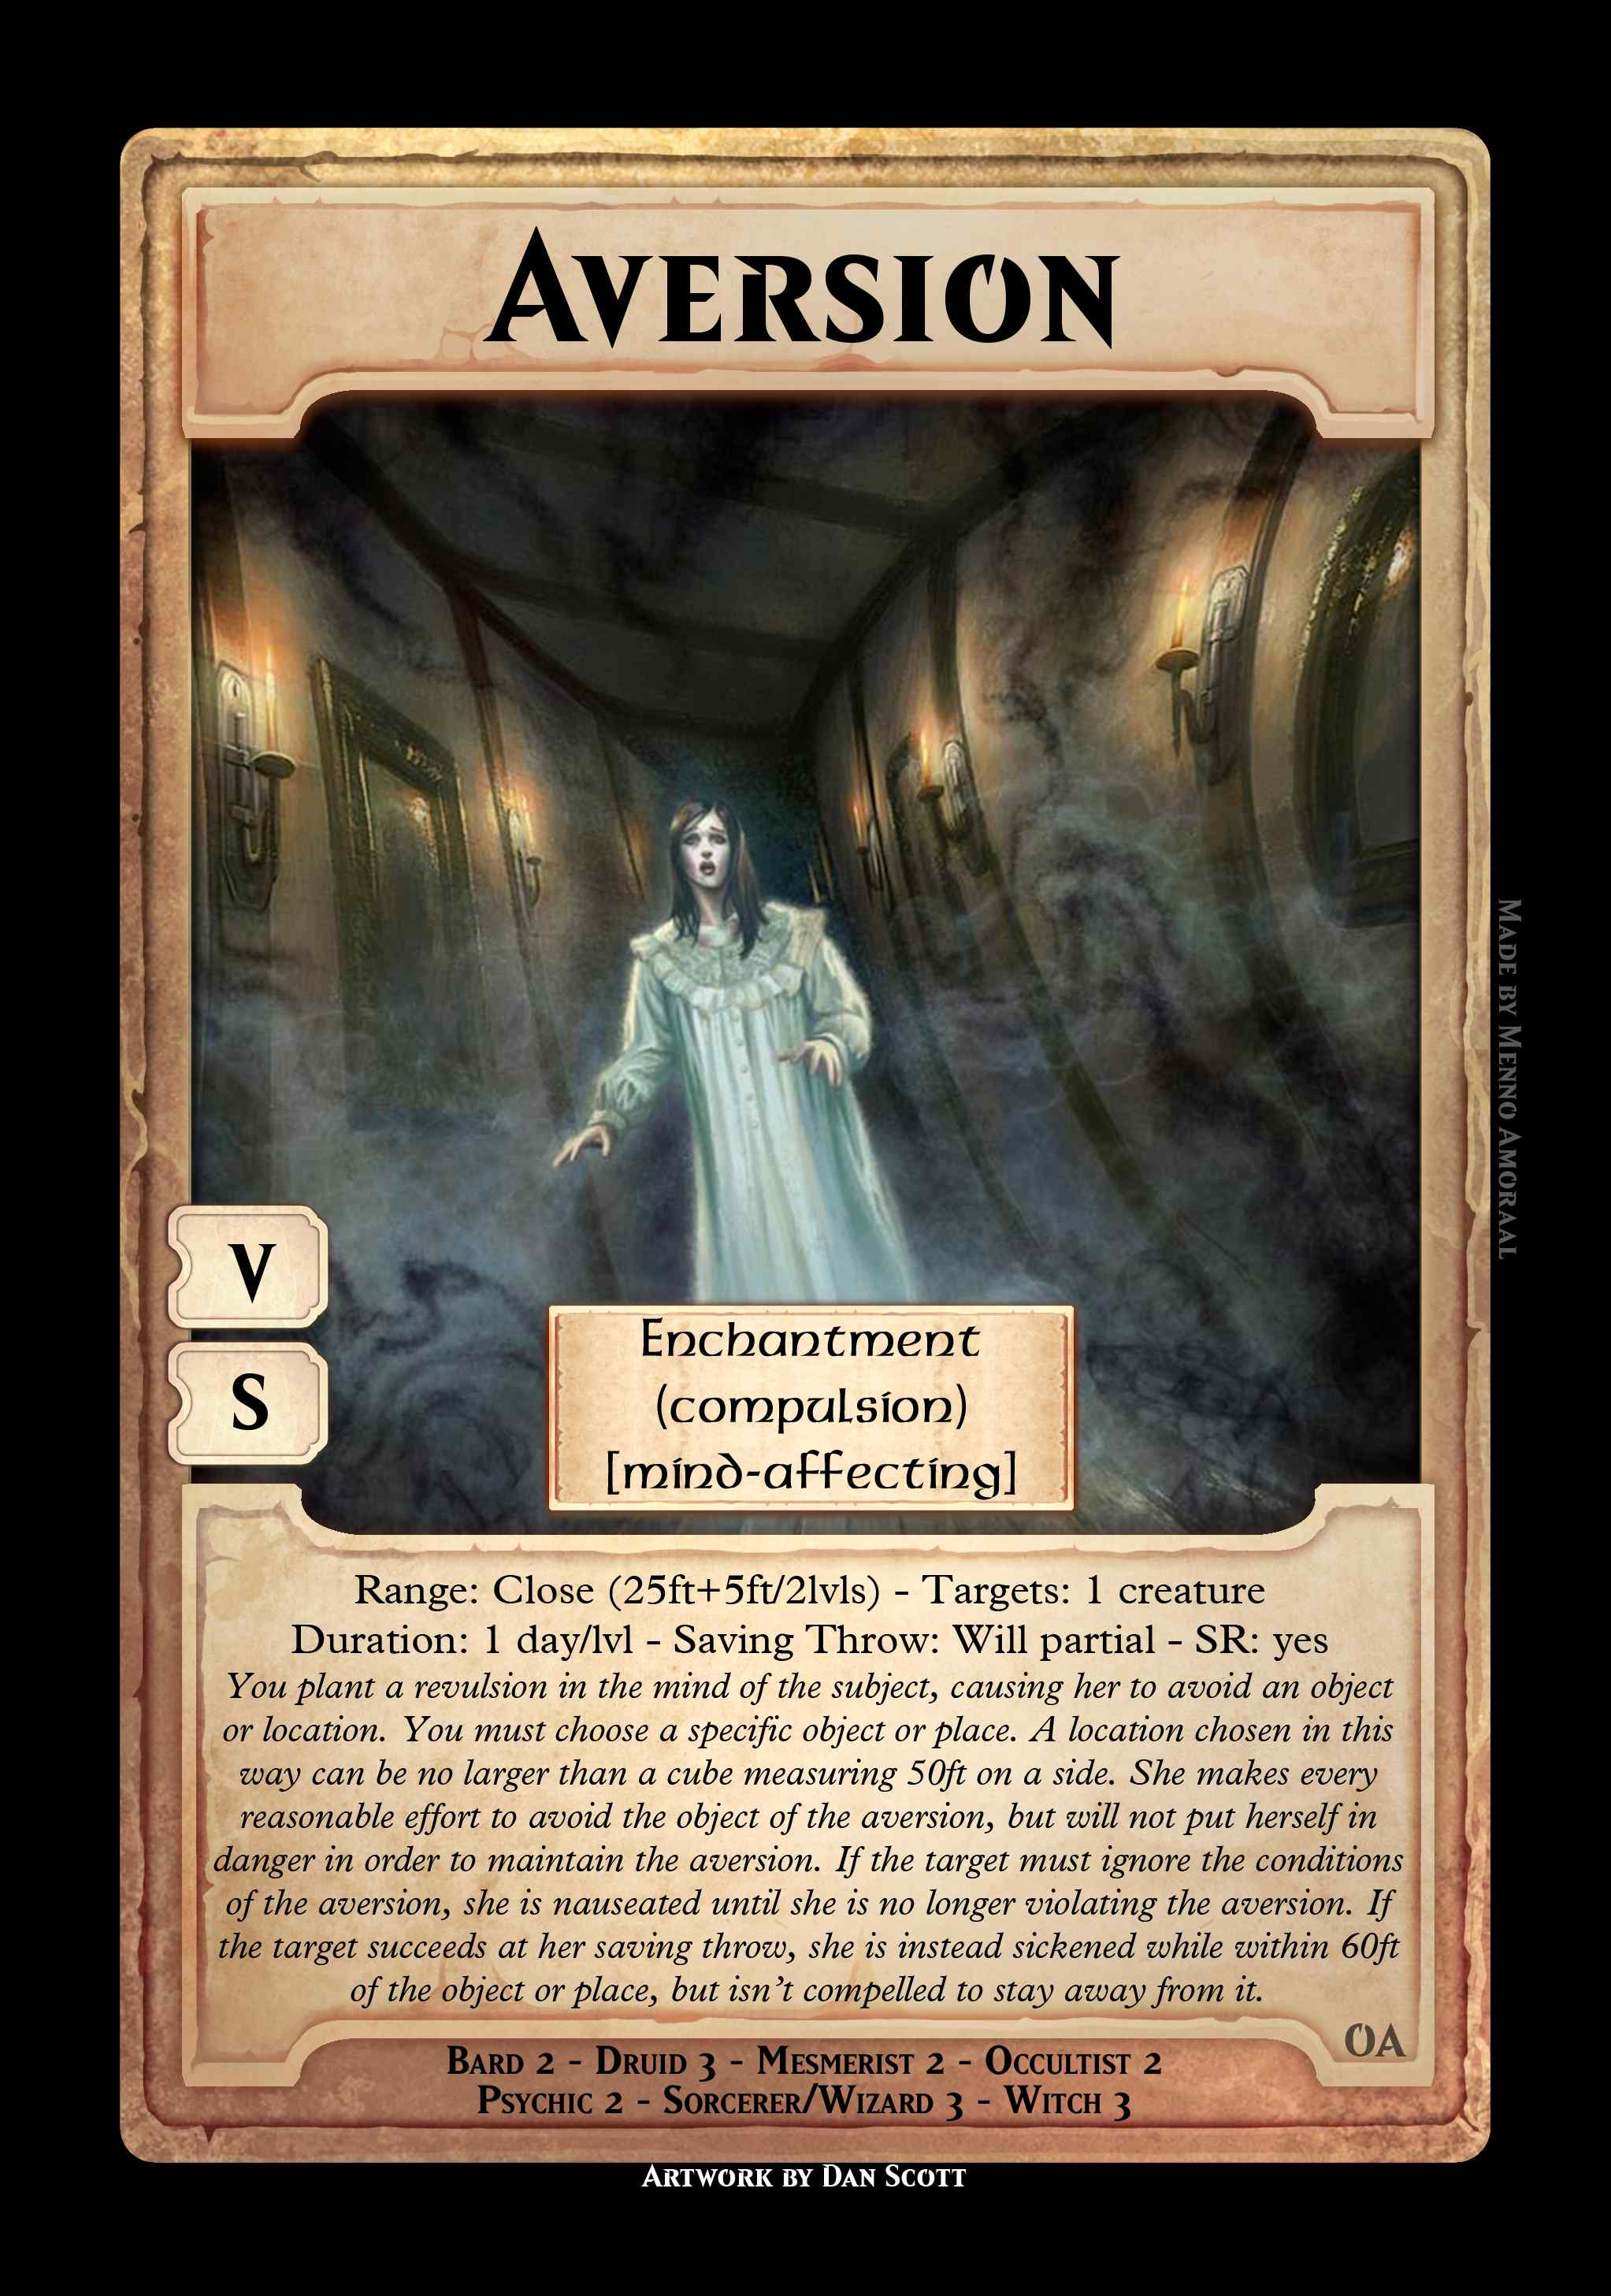 Aversion
Made by Menno Amoraal
V
S
Enchantment
(compulsion)
[mind-affecting]
Range: Close (25ft+5ft/2lvls) - Targets: 1 creature
Duration: 1 day/lvl - Saving Throw: Will partial - SR: yes
You plant a revulsion in the mind of the subject, causing her to avoid an object
or location. You must choose a specific object or place. A location chosen in this
way can be no larger than a cube measuring 50ft on a side. She makes every
reasonable effort to avoid the object of the aversion, but will not put herself in
danger in order to maintain the aversion. If the target must ignore the conditions
of the aversion, she is nauseated until she is no longer violating the aversion. If
the target succeeds at her saving throw, she is instead sickened while within 60ft
of the object or place, but isn't compelled to stay away from it.
OA
Bard 2 - Druid 3 - Mesmerist 2 - Occultist 2
Psychic 2 - Sorcerer/Wizard 3 - Witch 3
Artwork by Dan Scott